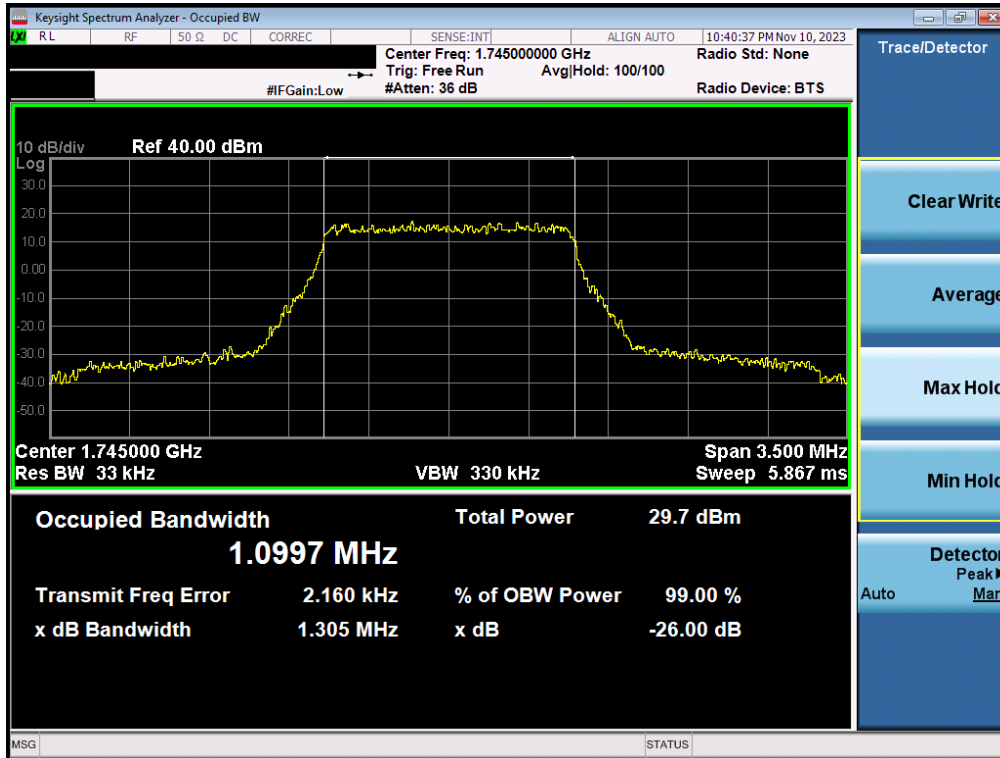 Keysight Spectrum Analyzer - Occupied BW
LXI RL RF 50 Ω DC CORREC SENSE:INT ALIGN AUTO 10:40:37 PM Nov 10, 2023
Center Freq: 1.745000000 GHz Radio Std: None
Trig: Free Run Avg|Hold: 100/100
#IFGain:Low #Atten: 36 dB Radio Device: BTS
10 dB/div Ref 40.00 dBm
Log
30.0
20.0
10.0
0.00
-10.0
-20.0
-30.0
-40.0
-50.0
Center 1.745000 GHz Span 3.500 MHz
Res BW 33 kHz VBW 330 kHz Sweep 5.867 ms
Occupied Bandwidth Total Power 29.7 dBm
1.0997 MHz
Transmit Freq Error 2.160 kHz % of OBW Power 99.00 %
x dB Bandwidth 1.305 MHz x dB -26.00 dB
MSG STATUS
Trace/Detector
Clear Write
Average
Max Hold
Min Hold
Detector
Peak
Auto Man